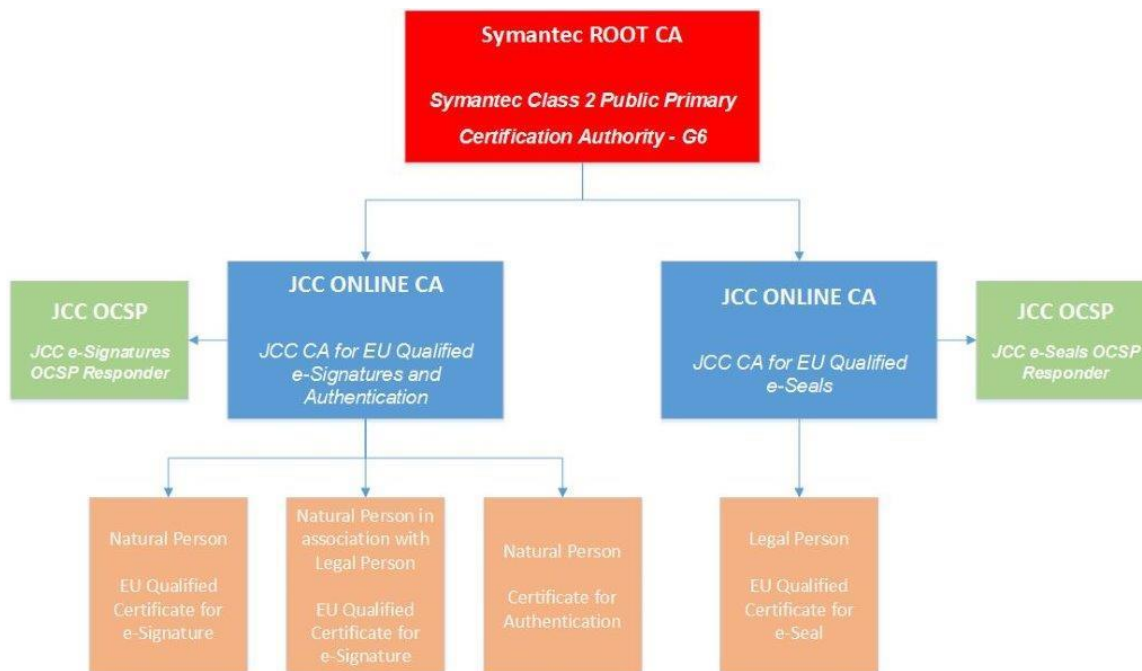 Symantec ROOT CA
Symantec Class 2 Public Primary
Certification Authority - G6
JCC OCSP
JCC e-Signatures
OCSP Responder
JCC ONLINE CA
JCC CA for EU Qualified
e-Signatures and
Authentication
JCC ONLINE CA
JCC CA for EU Qualified
e-Seals
JCC OCSP
JCC e-Seals OCSP
Responder
Natural Person
EU Qualified
Certificate for
e-Signature
Natural Person in
association with
Legal Person
EU Qualified
Certificate for
e-Signature
Natural Person
Certificate for
Authentication
Legal Person
EU Qualified
Certificate for
e-Seal